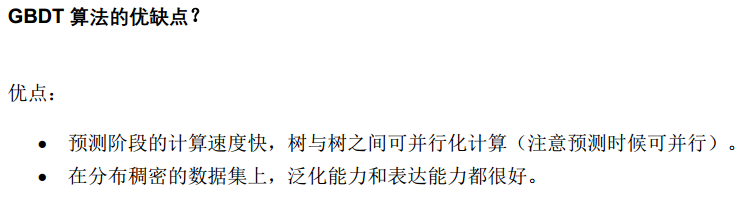 GBDT 算法的优缺点？
优点：
• 预测阶段的计算速度快，树与树之间可并行化计算（注意预测时候可并行）。
• 在分布稠密的数据集上，泛化能力和表达能力都很好。